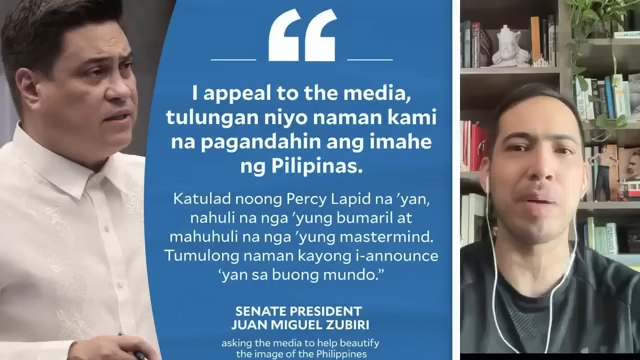 “
I appeal to the media,
tulungan niyo naman kami
na pagandahin ang imahe
ng Pilipinas.
Katulad noong Percy Lapid na 'yan,
nahuli na nga 'yung bumaril at
mahuhuli na nga 'yung mastermind.
Tumulong naman kayong i-announce
‘yan sa buong mundo.”
SENATE PRESIDENT
JUAN MIGUEL ZUBIRI
asking the media to help beautify
the image of the Philippines